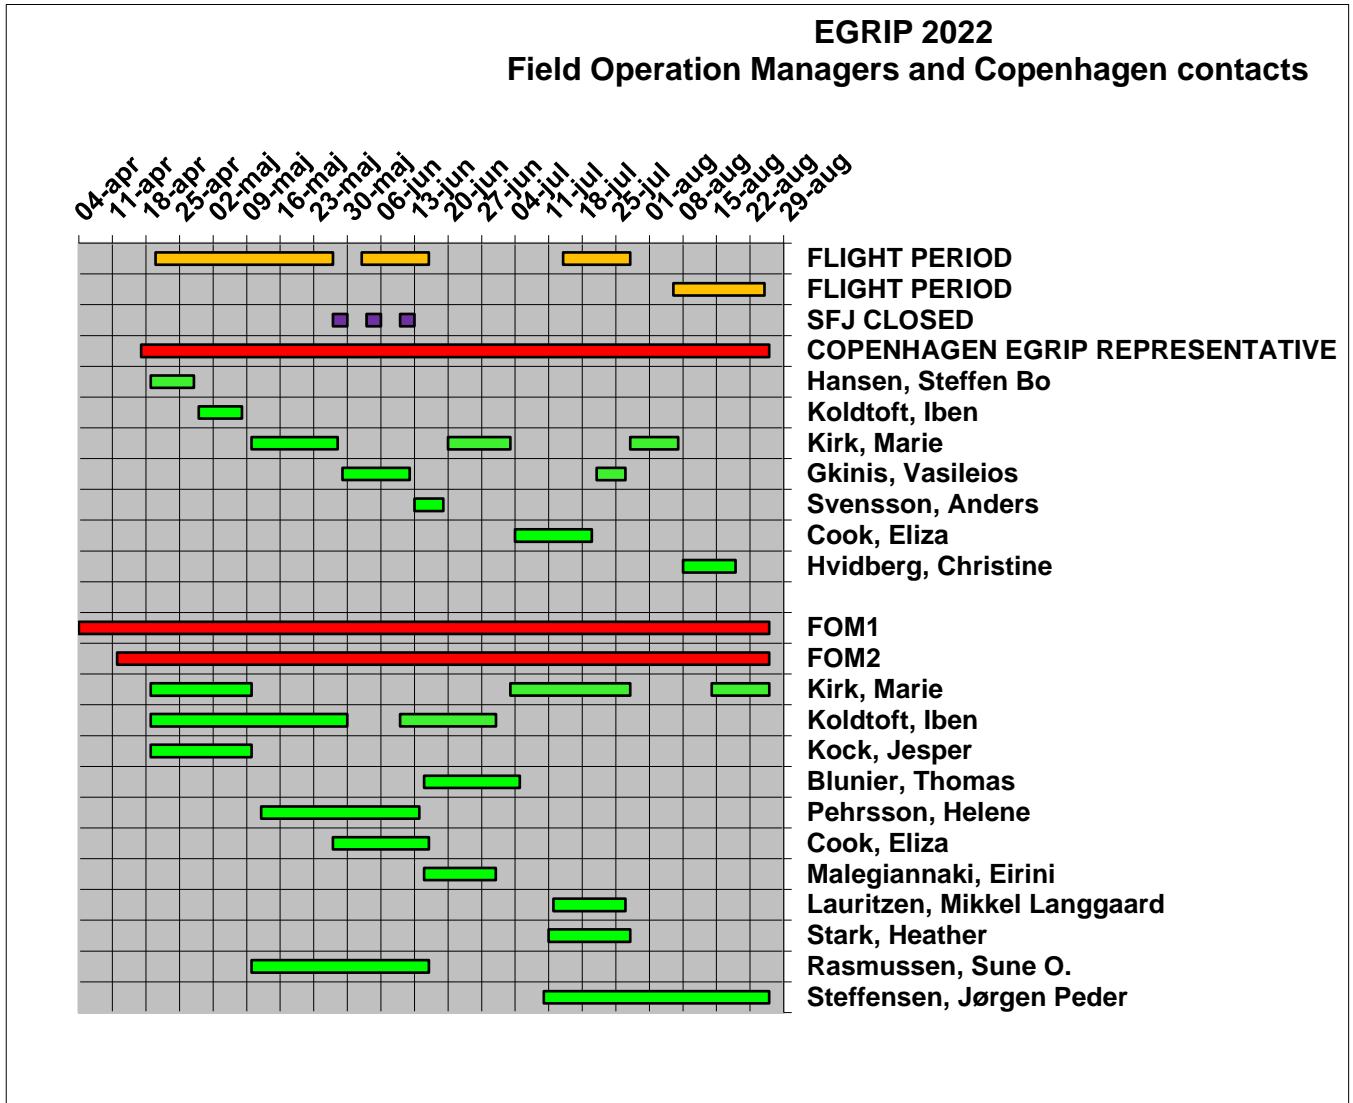 EGRIP 2022
Field Operation Managers and Copenhagen contacts
04-apr
11-apr
18-apr
25-apr
02-maj
09-maj
16-maj
23-maj
30-maj
06-jun
13-jun
20-jun
27-jun
04-jul
11-jul
18-jul
25-jul
01-aug
08-aug
15-aug
22-aug
29-aug
FLIGHT PERIOD
FLIGHT PERIOD
SFJ CLOSED
COPENHAGEN EGRIP REPRESENTATIVE
Hansen, Steffen Bo
Koldtoft, Iben
Kirk, Marie
Gkinis, Vasileios
Svensson, Anders
Cook, Eliza
Hvidberg, Christine
FOM1
FOM2
Kirk, Marie
Koldtoft, Iben
Kock, Jesper
Blunier, Thomas
Pehrsson, Helene
Cook, Eliza
Malegiannaki, Eirini
Lauritzen, Mikkel Langgaard
Stark, Heather
Rasmussen, Sune O.
Steffensen, Jørgen Peder